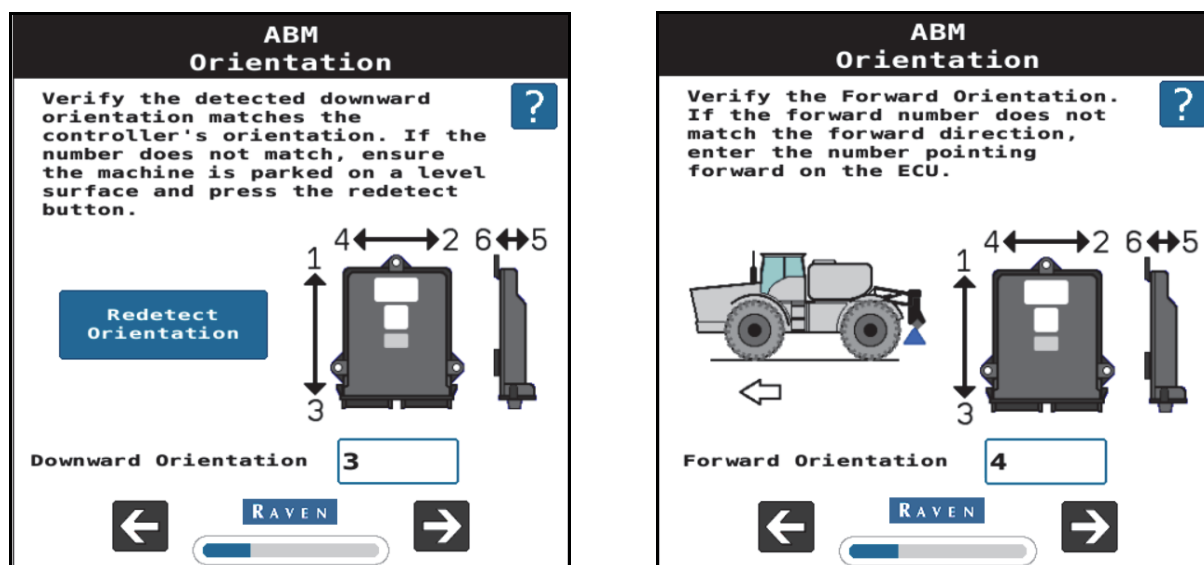 ABM
Orientation
Verify the detected downward
orientation matches the
controller's orientation. If the
number does not match, ensure
the machine is parked on a level
surface and press the redetect
button.
?
4 2 6 5
1
Redetect
Orientation
3
Downward Orientation 3
RAVEN
ABM
Orientation
Verify the Forward Orientation.
If the forward number does not
match the forward direction,
enter the number pointing
forward on the ECU.
?
4 2 6 5
1
3
Forward Orientation 4
RAVEN